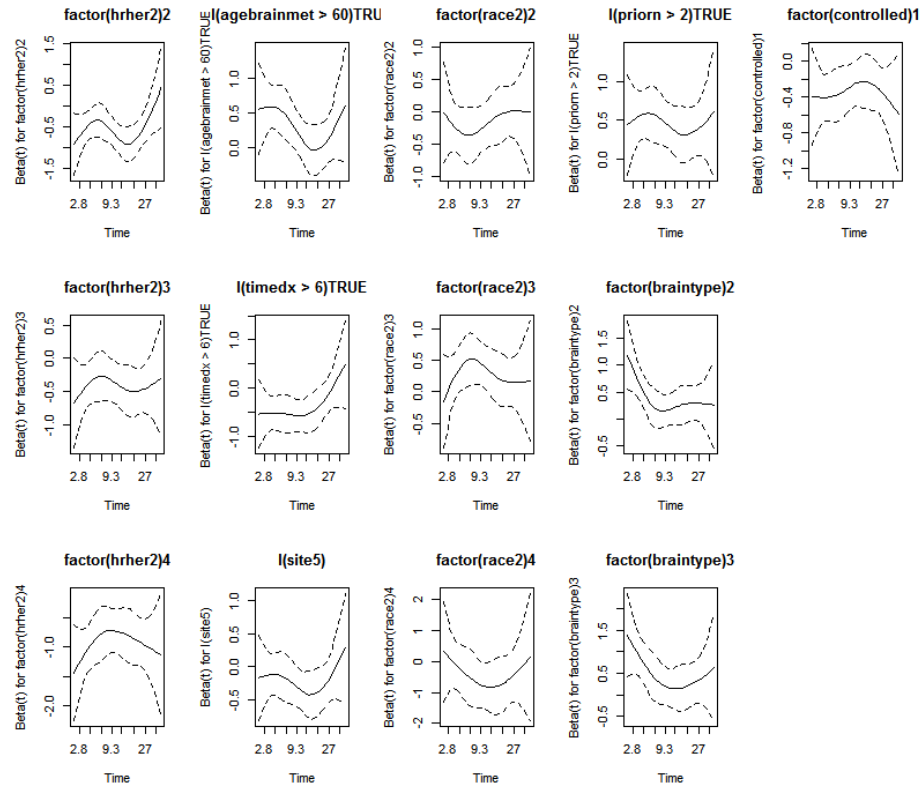 factor(hrher2)2
I(agebrainmet > 60)TRU
factor(race2)2
I(priorn > 2)TRUE
factor(controlled)1
Beta(t) for factor(hrher2)2
-1.5
-0.5
0.5
1.5
2.8
9.3
27
Time
Beta(t) for I(agebrainmet > 60)TRUE
0.0
0.5
1.0
2.8
9.3
27
Time
Beta(t) for factor(race2)2
-1.0
-0.5
0.0
0.5
1.0
2.8
9.3
27
Time
Beta(t) for I(priorn > 2)TRUE
0.0
0.5
1.0
2.8
9.3
27
Time
Beta(t) for factor(controlled)1
-1.2
-0.8
-0.4
0.0
2.8
9.3
27
Time
factor(hrher2)3
I(timedx > 6)TRUE
factor(race2)3
factor(braintype)2
Beta(t) for factor(hrher2)3
-1.0
-0.5
0.0
0.5
2.8
9.3
27
Time
Beta(t) for I(timedx > 6)TRUE
-1.0
0.0
1.0
2.8
9.3
27
Time
Beta(t) for factor(race2)3
-0.5
0.0
0.5
1.0
2.8
9.3
27
Time
Beta(t) for factor(braintype)2
-0.5
0.5
1.5
2.8
9.3
27
Time
factor(hrher2)4
I(site5)
factor(race2)4
factor(braintype)3
Beta(t) for factor(hrher2)4
-2.0
-1.0
2.8
9.3
27
Time
Beta(t) for I(site5)
-0.5
0.0
0.5
1.0
2.8
9.3
27
Time
Beta(t) for factor(race2)4
-2
-1
0
1
2
2.8
9.3
27
Time
Beta(t) for factor(braintype)3
-0.5
0.5
1.5
2.8
9.3
27
Time